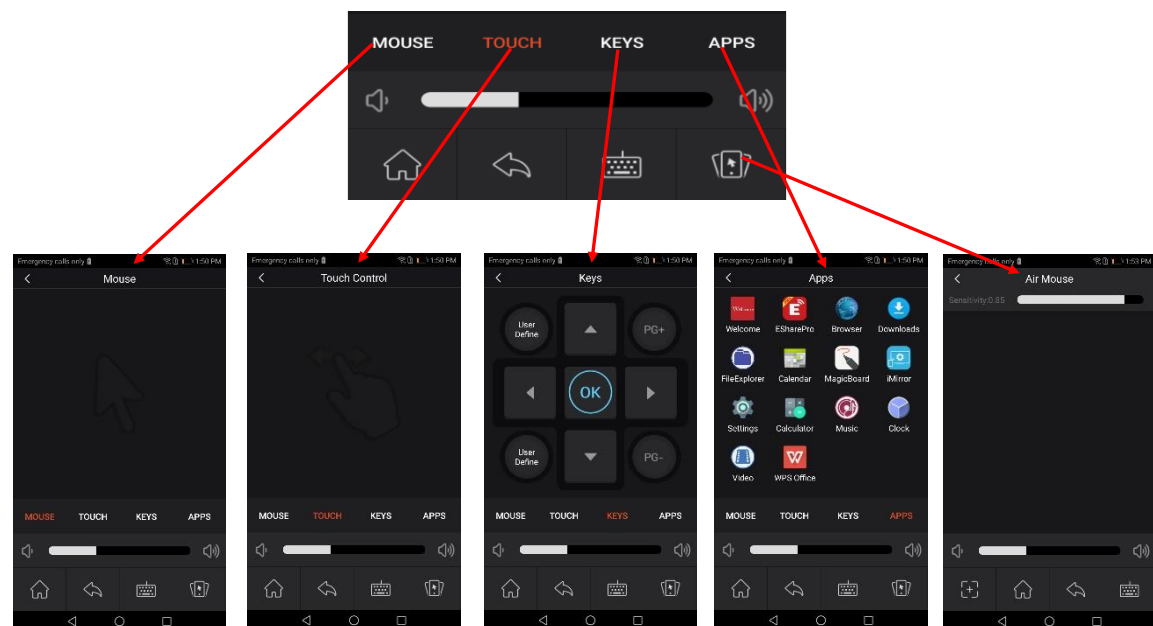 MOUSE TOUCH KEYS APPS
Emergency calls only 1:50 PM
Mouse
MOUSE TOUCH KEYS APPS
Emergency calls only 1:50 PM
Touch Control
MOUSE TOUCH KEYS APPS
Emergency calls only 1:50 PM
Keys
User
Define
PG+
OK
User
Define
PG-
MOUSE TOUCH KEYS APPS
Emergency calls only 1:50 PM
Apps
Welcome ESharePro Browser Downloads
FileExplorer Calendar MagicBoard iMirror
Settings Calculator Music Clock
Video WPS Office
MOUSE TOUCH KEYS APPS
Emergency calls only 1:53 PM
Air Mouse
Sensitivity:0.85